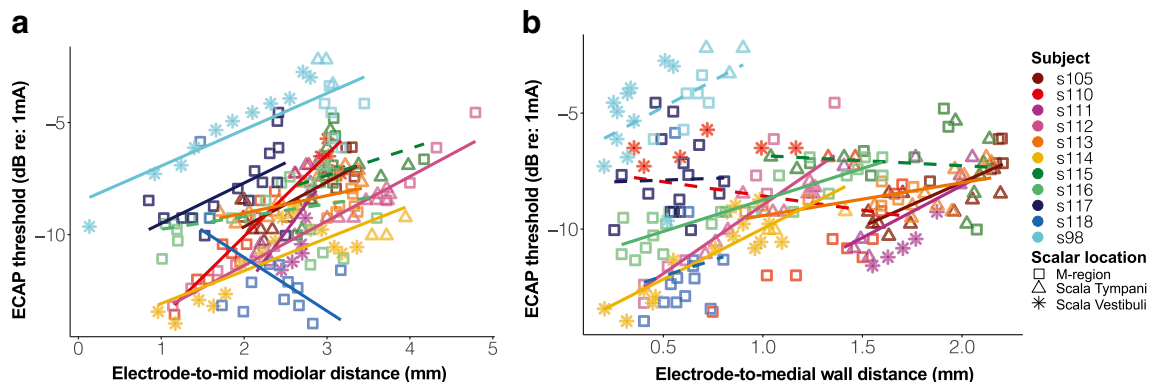 a
ECAP threshold (dB re: 1mA)
−5
−10
0
1
2
3
4
5
Electrode-to-mid modiolar distance (mm)
b
ECAP threshold (dB re: 1mA)
−5
−10
0.5
1.0
1.5
2.0
Electrode-to-medial wall distance (mm)
Subject
s105
s110
s111
s112
s113
s114
s115
s116
s117
s118
s98
Scalar location
M-region
Scala Tympani
Scala Vestibuli